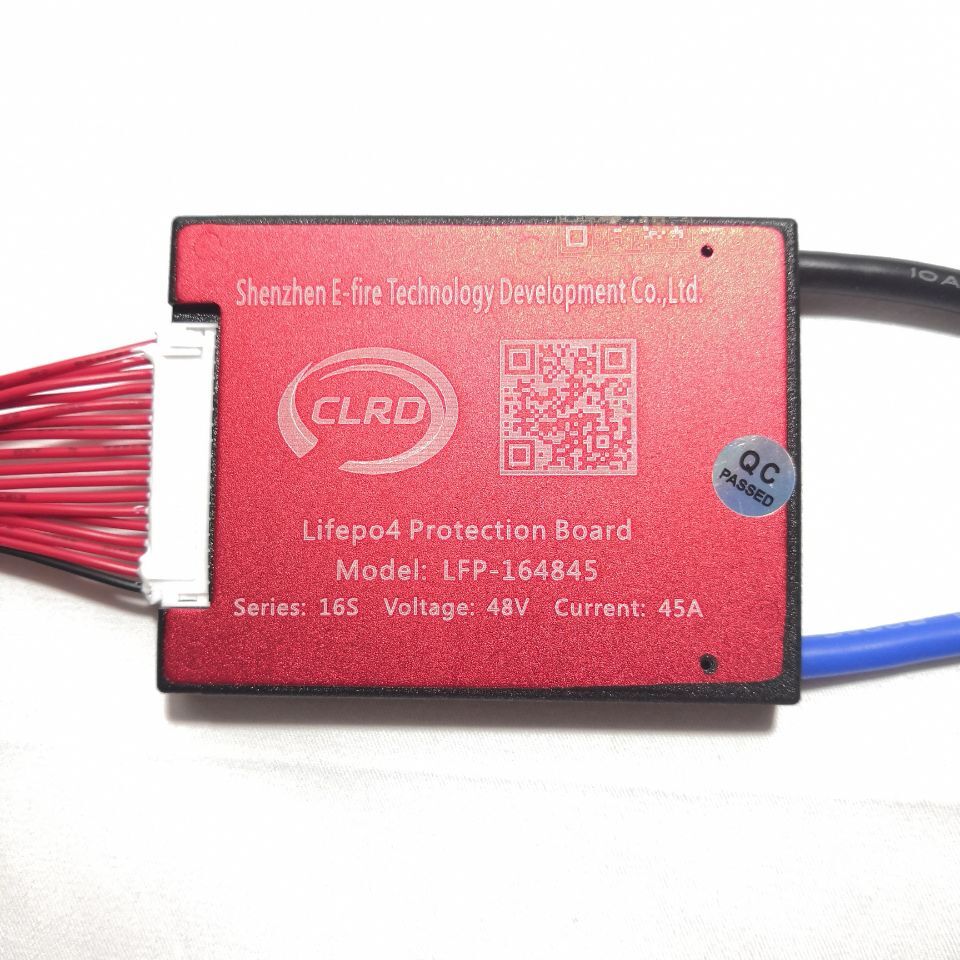 Shenzhen E-fire Technology Development Co.,Ltd.
CLRD
QC
PASSED
Lifepo4 Protection Board
Model: LFP-164845
Series: 16S Voltage: 48V Current: 45A
10A